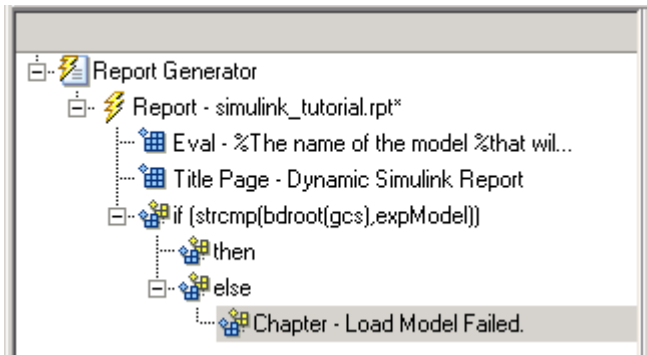 Report Generator
Report - simulink_tutorial.rpt*
Eval - %The name of the model %that wil...
Title Page - Dynamic Simulink Report
if (strcmp(bdroot(gcs),expModel))
then
else
Chapter - Load Model Failed.